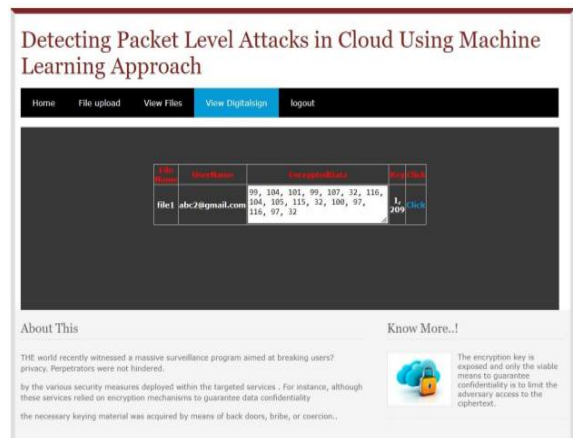 Detecting Packet Level Attacks in Cloud Using Machine
Learning Approach
Home File upload View Files View Digitalsign logout
File Name UserName EncryptedData Key Click
file1 abc2@gmail.com 99, 104, 101, 99, 107, 32, 116, 104, 105, 115, 32, 100, 97, 116, 97, 32 1, 209 Click
About This
THE world recently witnessed a massive surveillance program aimed at breaking users?
privacy. Perpetrators were not hindered.
by the various security measures deployed within the targeted services . For instance, although
these services relied on encryption mechanisms to guarantee data confidentiality
the necessary keying material was acquired by means of back doors, bribe, or coercion..
Know More..!
The encryption key is
exposed and only the viable
means to guarantee
confidentiality is to limit the
adversary access to the
ciphertext.